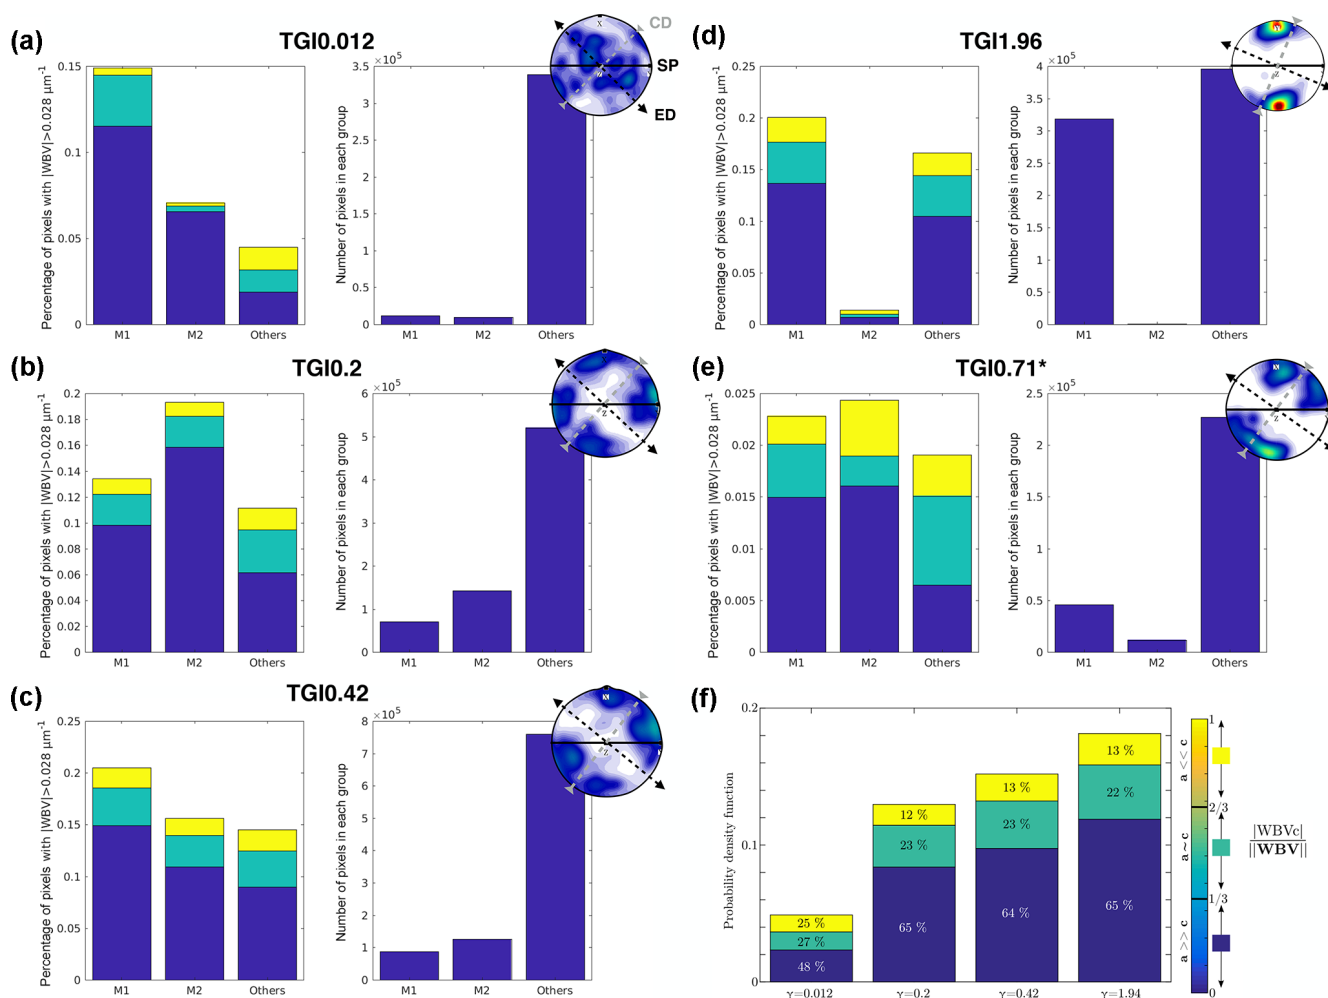 (a)
TGI0.012
CD
SP
ED
X
Z
Percentage of pixels with |WBV|>0.028 μm⁻¹
0.15
0.1
0.05
0
M1
M2
Others
Number of pixels in each group
×10⁵
3.5
3
2.5
2
1.5
1
0.5
0
M1
M2
Others
(d)
TGI1.96
Z
Percentage of pixels with |WBV|>0.028 μm⁻¹
0.25
0.2
0.15
0.1
0.05
0
M1
M2
Others
Number of pixels in each group
×10⁵
4
3.5
3
2.5
2
1.5
1
0.5
0
M1
M2
Others
(b)
TGI0.2
Z
Percentage of pixels with |WBV|>0.028 μm⁻¹
0.2
0.18
0.16
0.14
0.12
0.1
0.08
0.06
0.04
0.02
0
M1
M2
Others
Number of pixels in each group
×10⁵
6
5
4
3
2
1
0
M1
M2
Others
(e)
TGI0.71*
Z
Percentage of pixels with |WBV|>0.028 μm⁻¹
0.025
0.02
0.015
0.01
0.005
0
M1
M2
Others
Number of pixels in each group
×10⁵
2.5
2
1.5
1
0.5
0
M1
M2
Others
(c)
TGI0.42
X
Z
Percentage of pixels with |WBV|>0.028 μm⁻¹
0.25
0.2
0.15
0.1
0.05
0
M1
M2
Others
Number of pixels in each group
×10⁵
8
7
6
5
4
3
2
1
0
M1
M2
Others
(f)
Probability density function
0.2
0.1
0
25 %
27 %
48 %
12 %
23 %
65 %
13 %
23 %
64 %
13 %
22 %
65 %
γ=0.012
γ=0.2
γ=0.42
γ=1.94
a << c
a~c
a >> c
1
2/3
1/3
0
|WBVc|
||WBV||